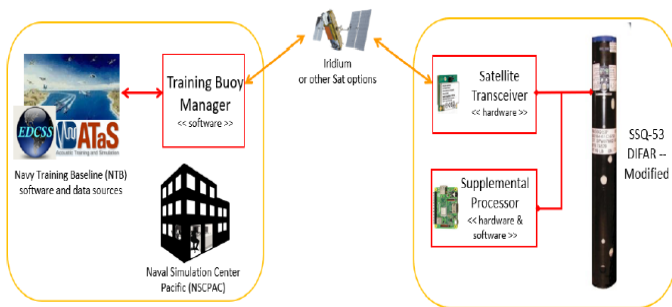 Training Buoy
Manager
<< software >>
EDCSS
ATaS
Acoustic Training and Simulation
Navy Training Baseline (NTB)
software and data sources
Naval Simulation Center
Pacific (NSCPAC)
Iridium
or other Sat options
Satellite
Transceiver
<< hardware >>
Supplemental
Processor
<< hardware &
software >>
SSQ-53
DIFAR --
Modified